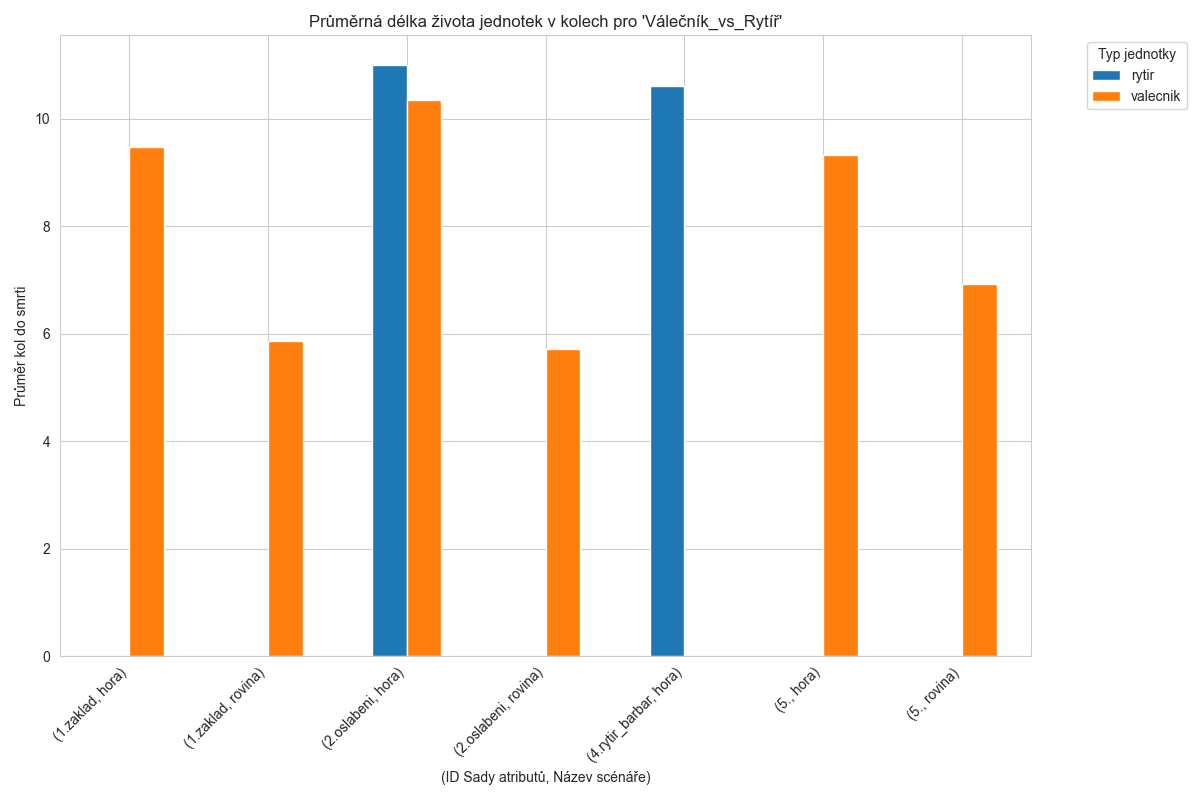 Průměrná délka života jednotek v kolech pro 'Válečník_vs_Rytíř'
Typ jednotky
rytir
valecnik
Průměr kol do smrti
10
8
6
4
2
0
(1.zaklad, hora)
(1.zaklad, rovina)
(2.oslabeni, hora)
(2.oslabeni, rovina)
(4.rytir_barbar, hora)
(5., hora)
(5., rovina)
(ID Sady atributů, Název scénáře)